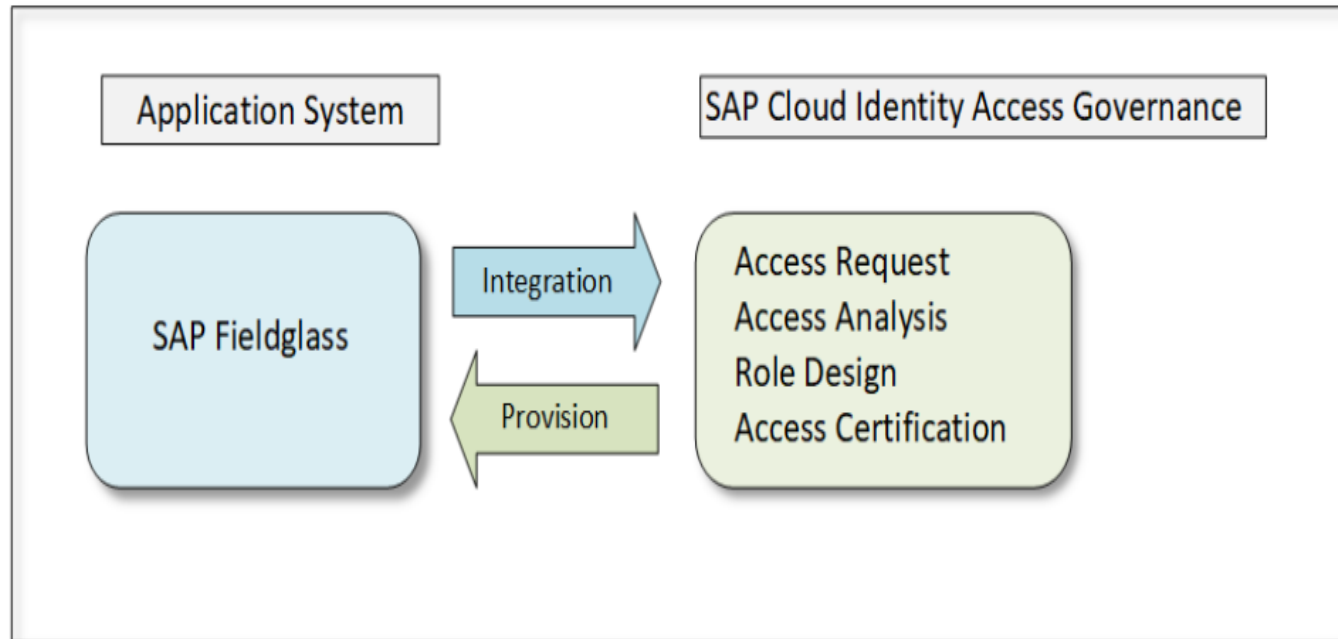 Application System
SAP Cloud Identity Access Governance
SAP Fieldglass
Integration
Provision
Access Request
Access Analysis
Role Design
Access Certification